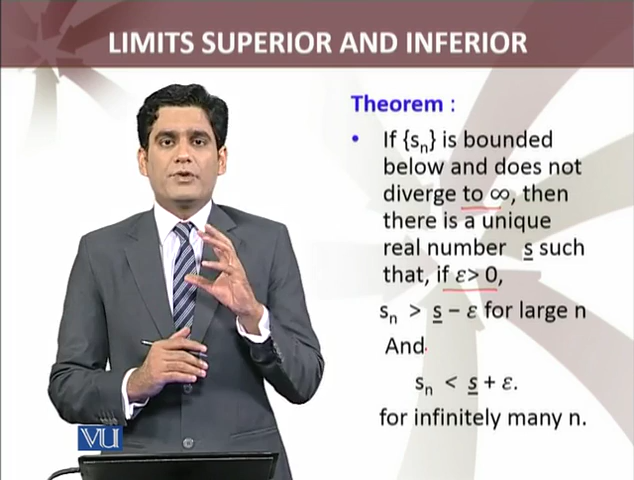 LIMITS SUPERIOR AND INFERIOR
Theorem :
• If {sₙ} is bounded
below and does not
diverge to ∞, then
there is a unique
real number s̲ such
that, if ε> 0,
sₙ > s̲ − ε for large n
And
sₙ < s̲ + ε.
for infinitely many n.
VU